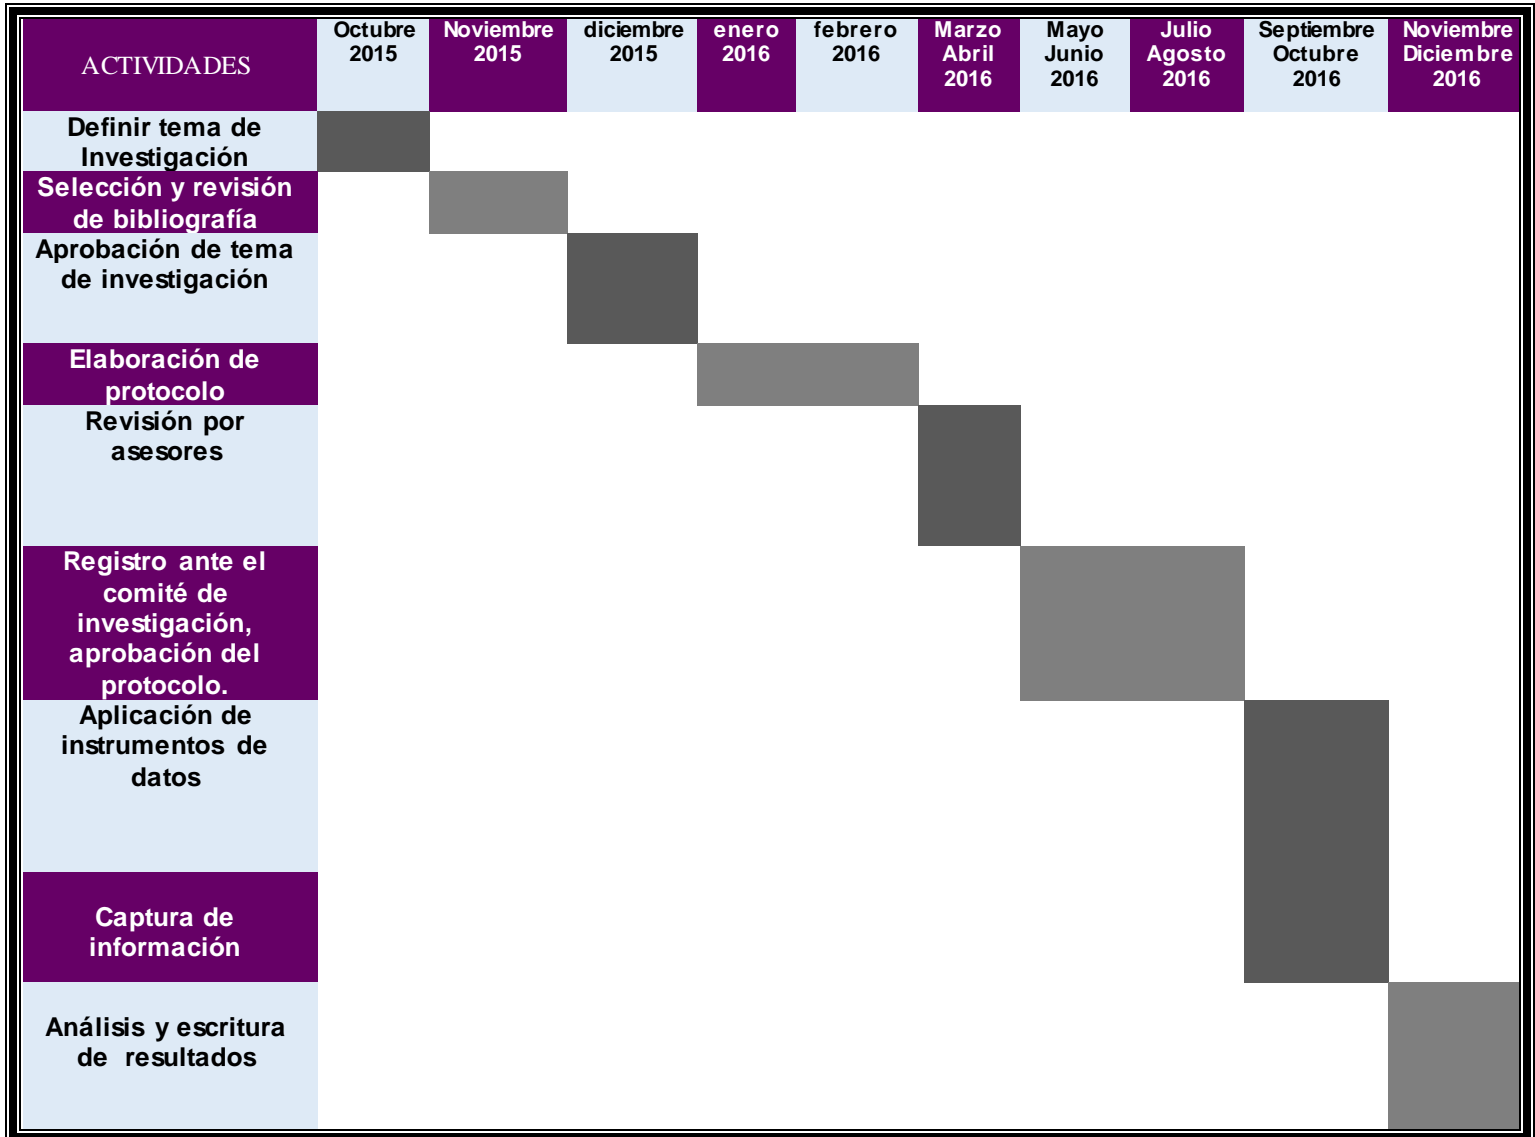 ACTIVIDADES
Octubre
2015
Noviembre
2015
diciembre
2015
enero
2016
febrero
2016
Marzo
Abril
2016
Mayo
Junio
2016
Julio
Agosto
2016
Septiembre
Octubre
2016
Noviembre
Diciembre
2016
Definir tema de
Investigación
Selección y revisión
de bibliografía
Aprobación de tema
de investigación
Elaboración de
protocolo
Revisión por
asesores
Registro ante el
comité de
investigación,
aprobación del
protocolo.
Aplicación de
instrumentos de
datos
Captura de
información
Análisis y escritura
de resultados